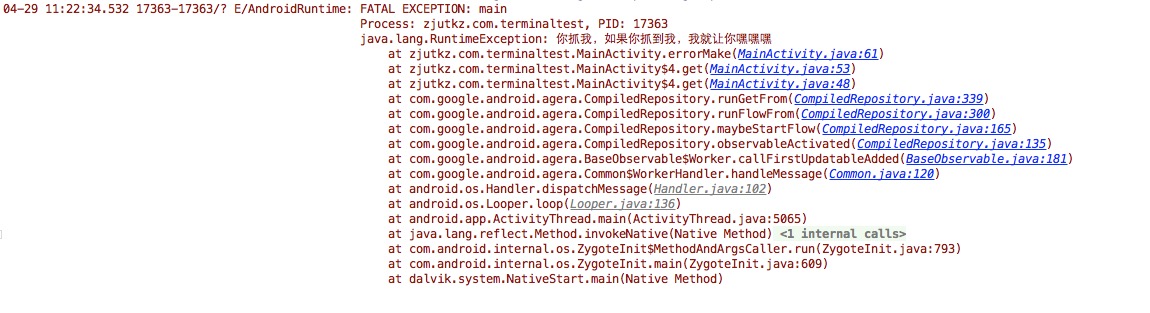 04-29 11:22:34.532 17363-17363/? E/AndroidRuntime: FATAL EXCEPTION: main
Process: zjutkz.com.terminaltest, PID: 17363
java.lang.RuntimeException: 你抓我，如果你抓到我，我就让你嘿嘿嘿
at zjutkz.com.terminaltest.MainActivity.errorMake(MainActivity.java:61)
at zjutkz.com.terminaltest.MainActivity$4.get(MainActivity.java:53)
at zjutkz.com.terminaltest.MainActivity$4.get(MainActivity.java:48)
at com.google.android.agera.CompiledRepository.runGetFrom(CompiledRepository.java:339)
at com.google.android.agera.CompiledRepository.runFlowFrom(CompiledRepository.java:300)
at com.google.android.agera.CompiledRepository.maybeStartFlow(CompiledRepository.java:165)
at com.google.android.agera.CompiledRepository.observableActivated(CompiledRepository.java:135)
at com.google.android.agera.BaseObservable$Worker.callFirstUpdatableAdded(BaseObservable.java:181)
at com.google.android.agera.Common$WorkerHandler.handleMessage(Common.java:120)
at android.os.Handler.dispatchMessage(Handler.java:102)
at android.os.Looper.loop(Looper.java:136)
at android.app.ActivityThread.main(ActivityThread.java:5065)
at java.lang.reflect.Method.invokeNative(Native Method) <1 internal calls>
at com.android.internal.os.ZygoteInit$MethodAndArgsCaller.run(ZygoteInit.java:793)
at com.android.internal.os.ZygoteInit.main(ZygoteInit.java:609)
at dalvik.system.NativeStart.main(Native Method)